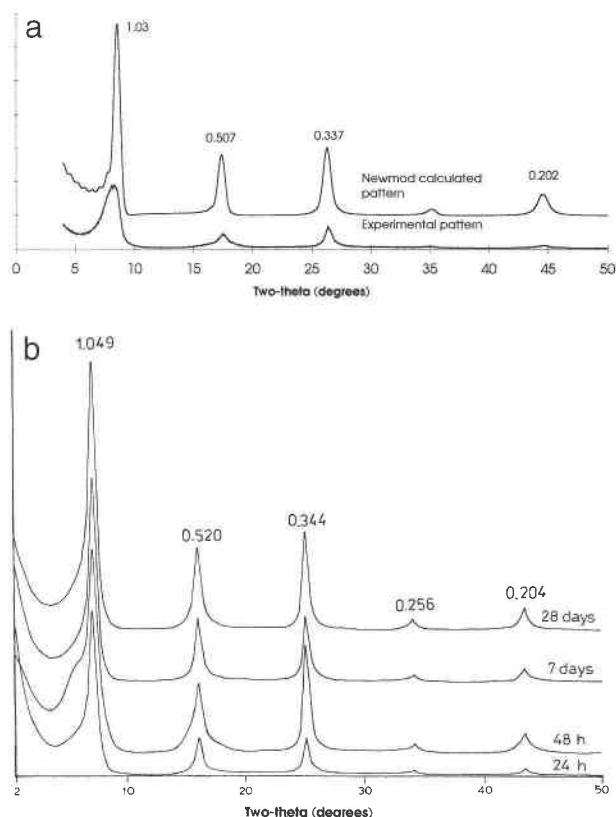 a
1.03
0.507
0.337
0.202
Newmod calculated
pattern
Experimental pattern
0 5 10 15 20 25 30 35 40 45 50
Two-theta (degrees)
b
1.049
0.520
0.344
0.256
0.204
28 days
7 days
48 h
24 h
2 10 20 30 40 50
Two-theta (degrees)